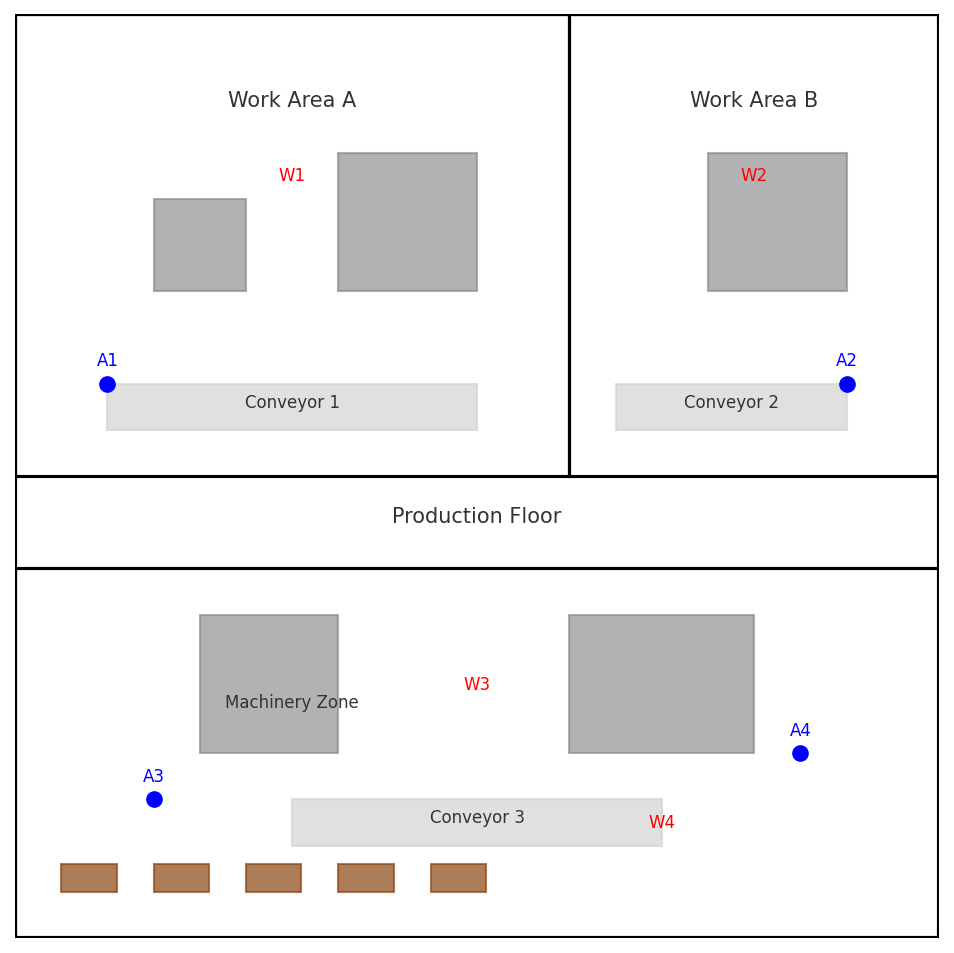 Work Area A
Work Area B
W1
W2
A1
A2
Conveyor 1
Conveyor 2
Production Floor
W3
Machinery Zone
A4
A3
Conveyor 3
W4